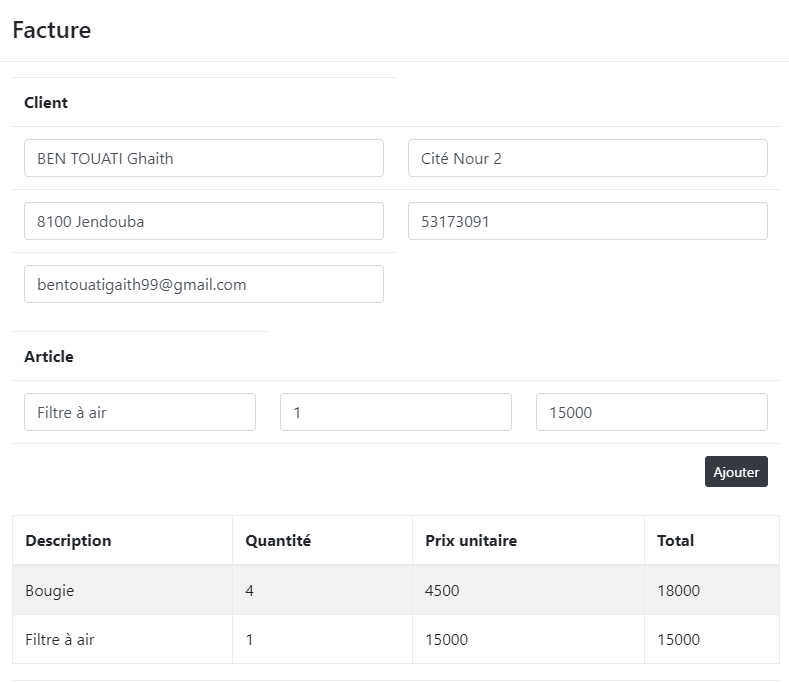 Facture
Client
BEN TOUATI Ghaith Cité Nour 2
8100 Jendouba 53173091
bentouatigaith99@gmail.com
Article
Filtre à air 1 15000
Ajouter
Description Quantité Prix unitaire Total
Bougie 4 4500 18000
Filtre à air 1 15000 15000